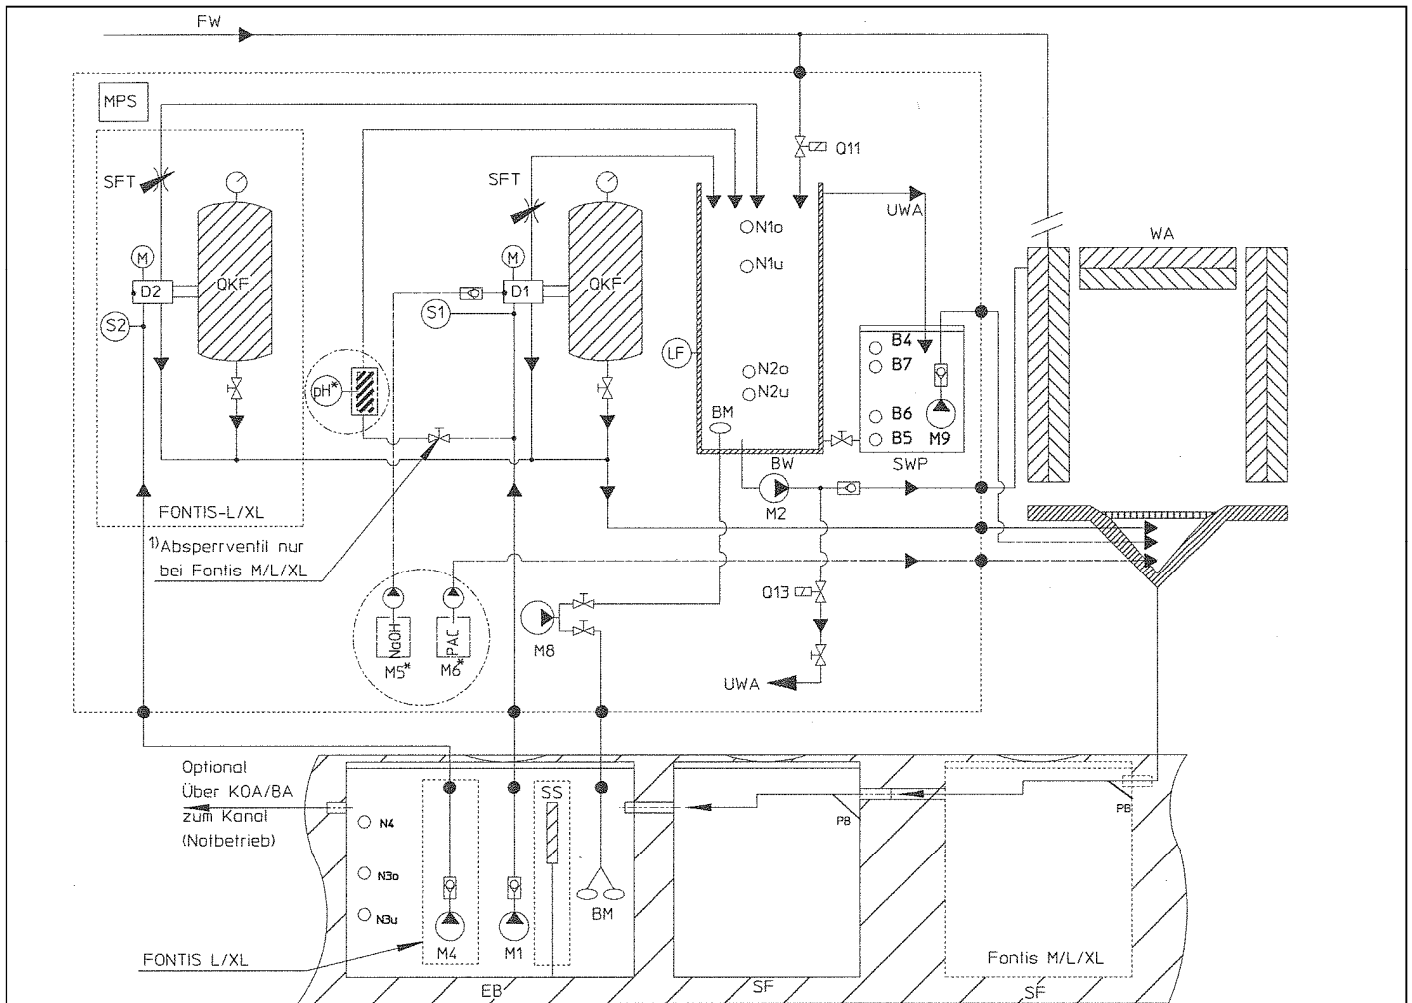 FW
MPS
Q11
SFT
SFT
UWA
N1o
WA
N1u
M
M
D2
QKF
D1
QKF
S2
S1
LF
B4
B7
N2o
pH*
N2u
BM
B6
B5
M9
BW
SWP
M2
FONTIS-L/XL
1) Absperrventil nur
bei Fontis M/L/XL
Q13
NaOH
PAC
M5*
M6*
M8
UWA
Optional
Über KOA/BA
zum Kanal
(Notbetrieb)
SS
N4
PB
PB
N3o
N3u
BM
M4
M1
FONTIS L/XL
Fontis M/L/XL
EB
SF
SF